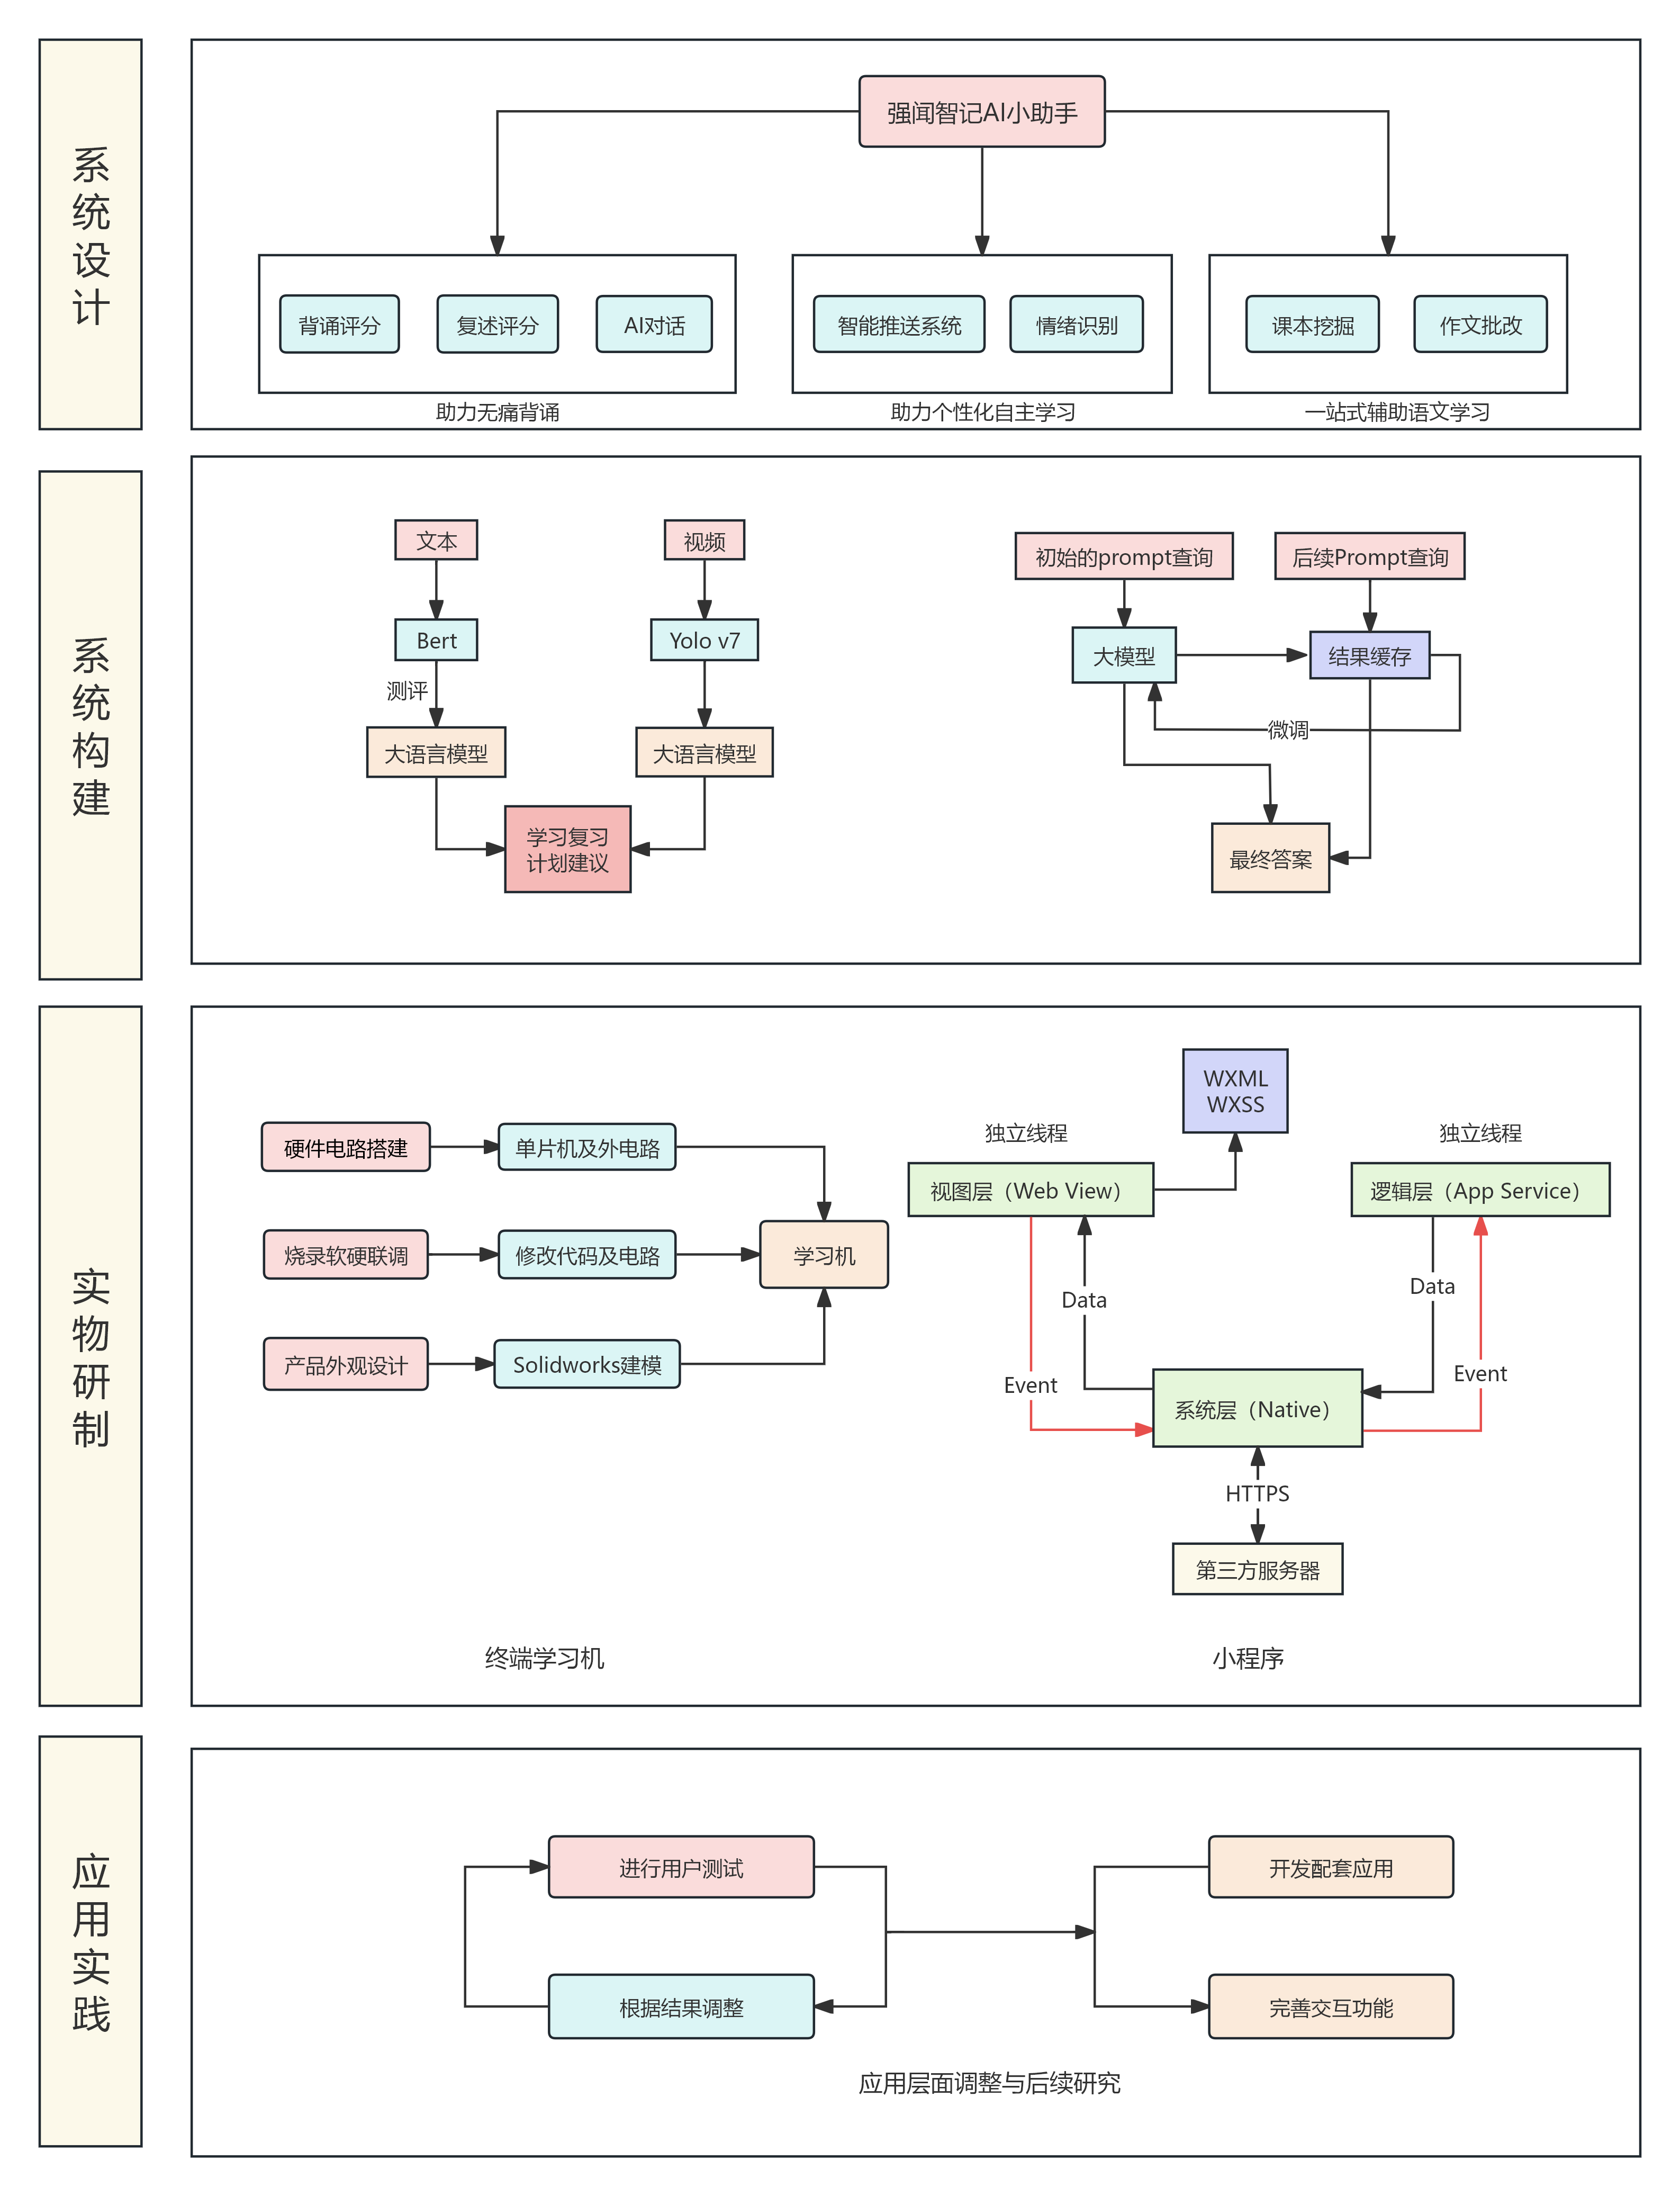 系统设计
强闻智记AI小助手
背诵评分
复述评分
AI对话
助力无痛背诵
智能推送系统
情绪识别
助力个性化自主学习
课本挖掘
作文批改
一站式辅助语文学习
系统构建
文本
Bert
测评
大语言模型
视频
Yolo v7
大语言模型
学习复习
计划建议
初始的prompt查询
后续Prompt查询
大模型
结果缓存
微调
最终答案
实物研制
硬件电路搭建
单片机及外电路
烧录软硬联调
修改代码及电路
学习机
产品外观设计
Solidworks建模
终端学习机
WXML
WXSS
独立线程
独立线程
视图层（Web View）
逻辑层（App Service）
Data
Data
Event
Event
系统层（Native）
HTTPS
第三方服务器
小程序
应用实践
进行用户测试
开发配套应用
根据结果调整
完善交互功能
应用层面调整与后续研究